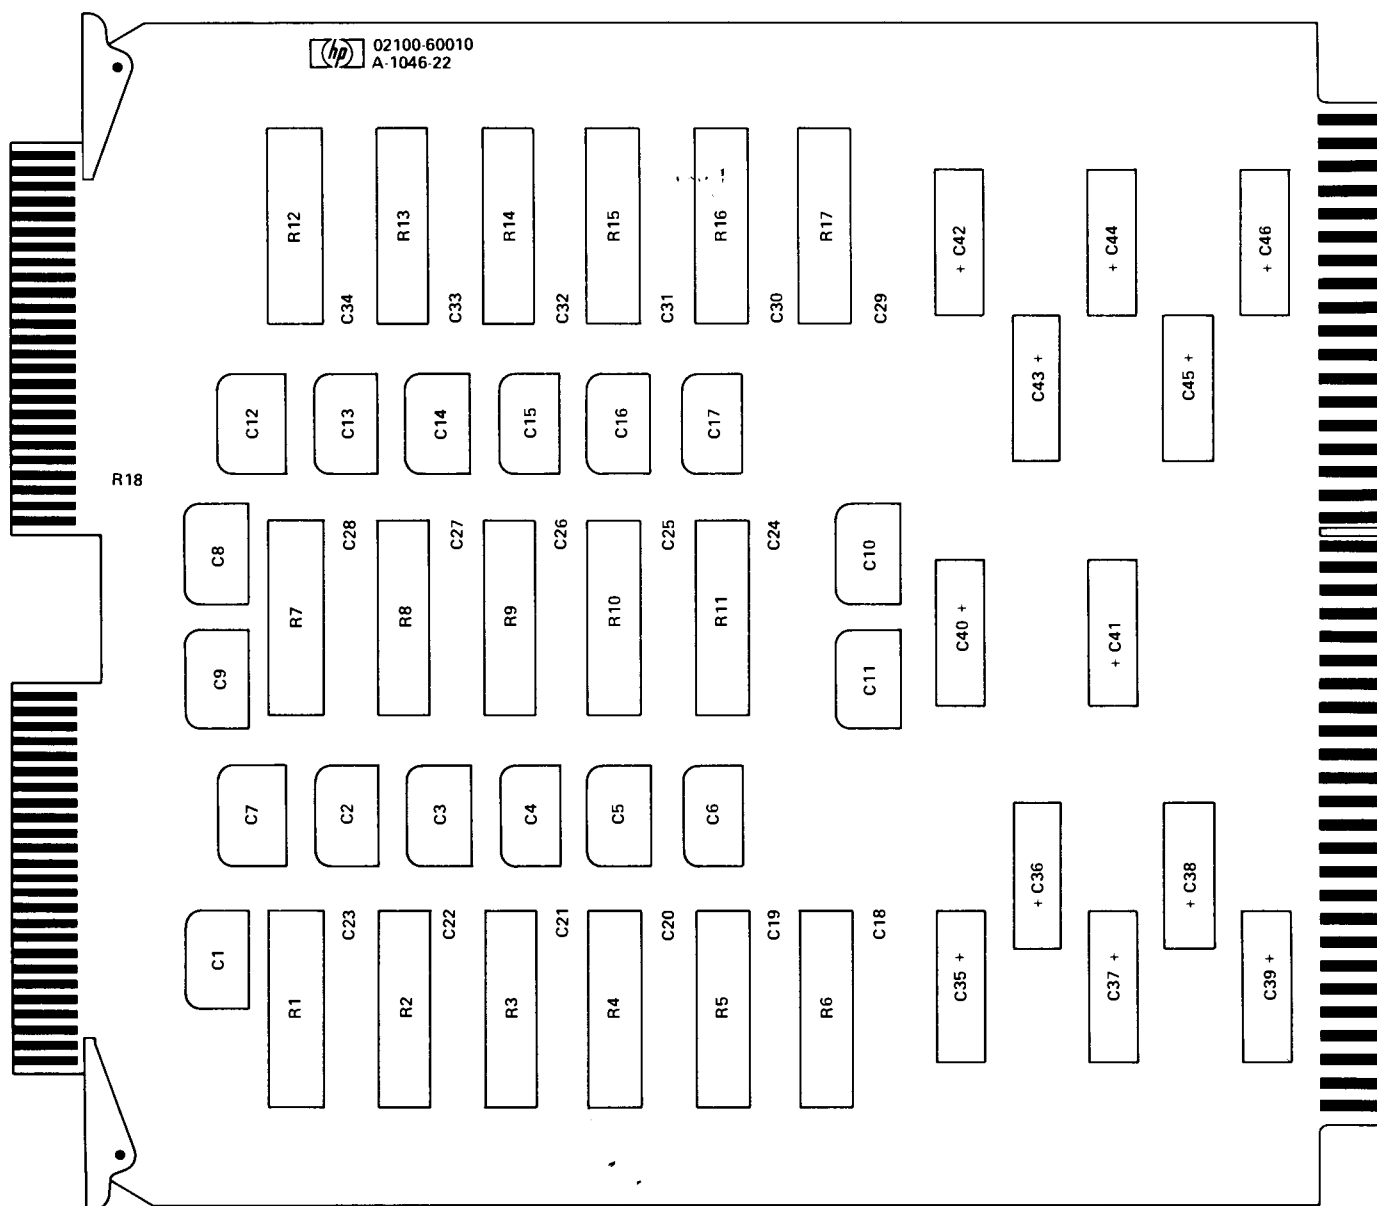 hp
02100-60010
A-1046-22
R12
R13
R14
R15
R16
R17
+ C42
+ C44
+ C46
C34
C33
C32
C31
C30
C29
C43 +
C45 +
C12
C13
C14
C15
C16
C17
R18
C8
C28
C27
C26
C25
C24
C10
R7
R8
R9
R10
R11
C40 +
+ C41
C9
C11
C7
C2
C3
C4
C5
C6
+ C36
+ C38
C1
C23
C22
C21
C20
C19
C18
R1
R2
R3
R4
R5
R6
C35 +
C37 +
C39 +